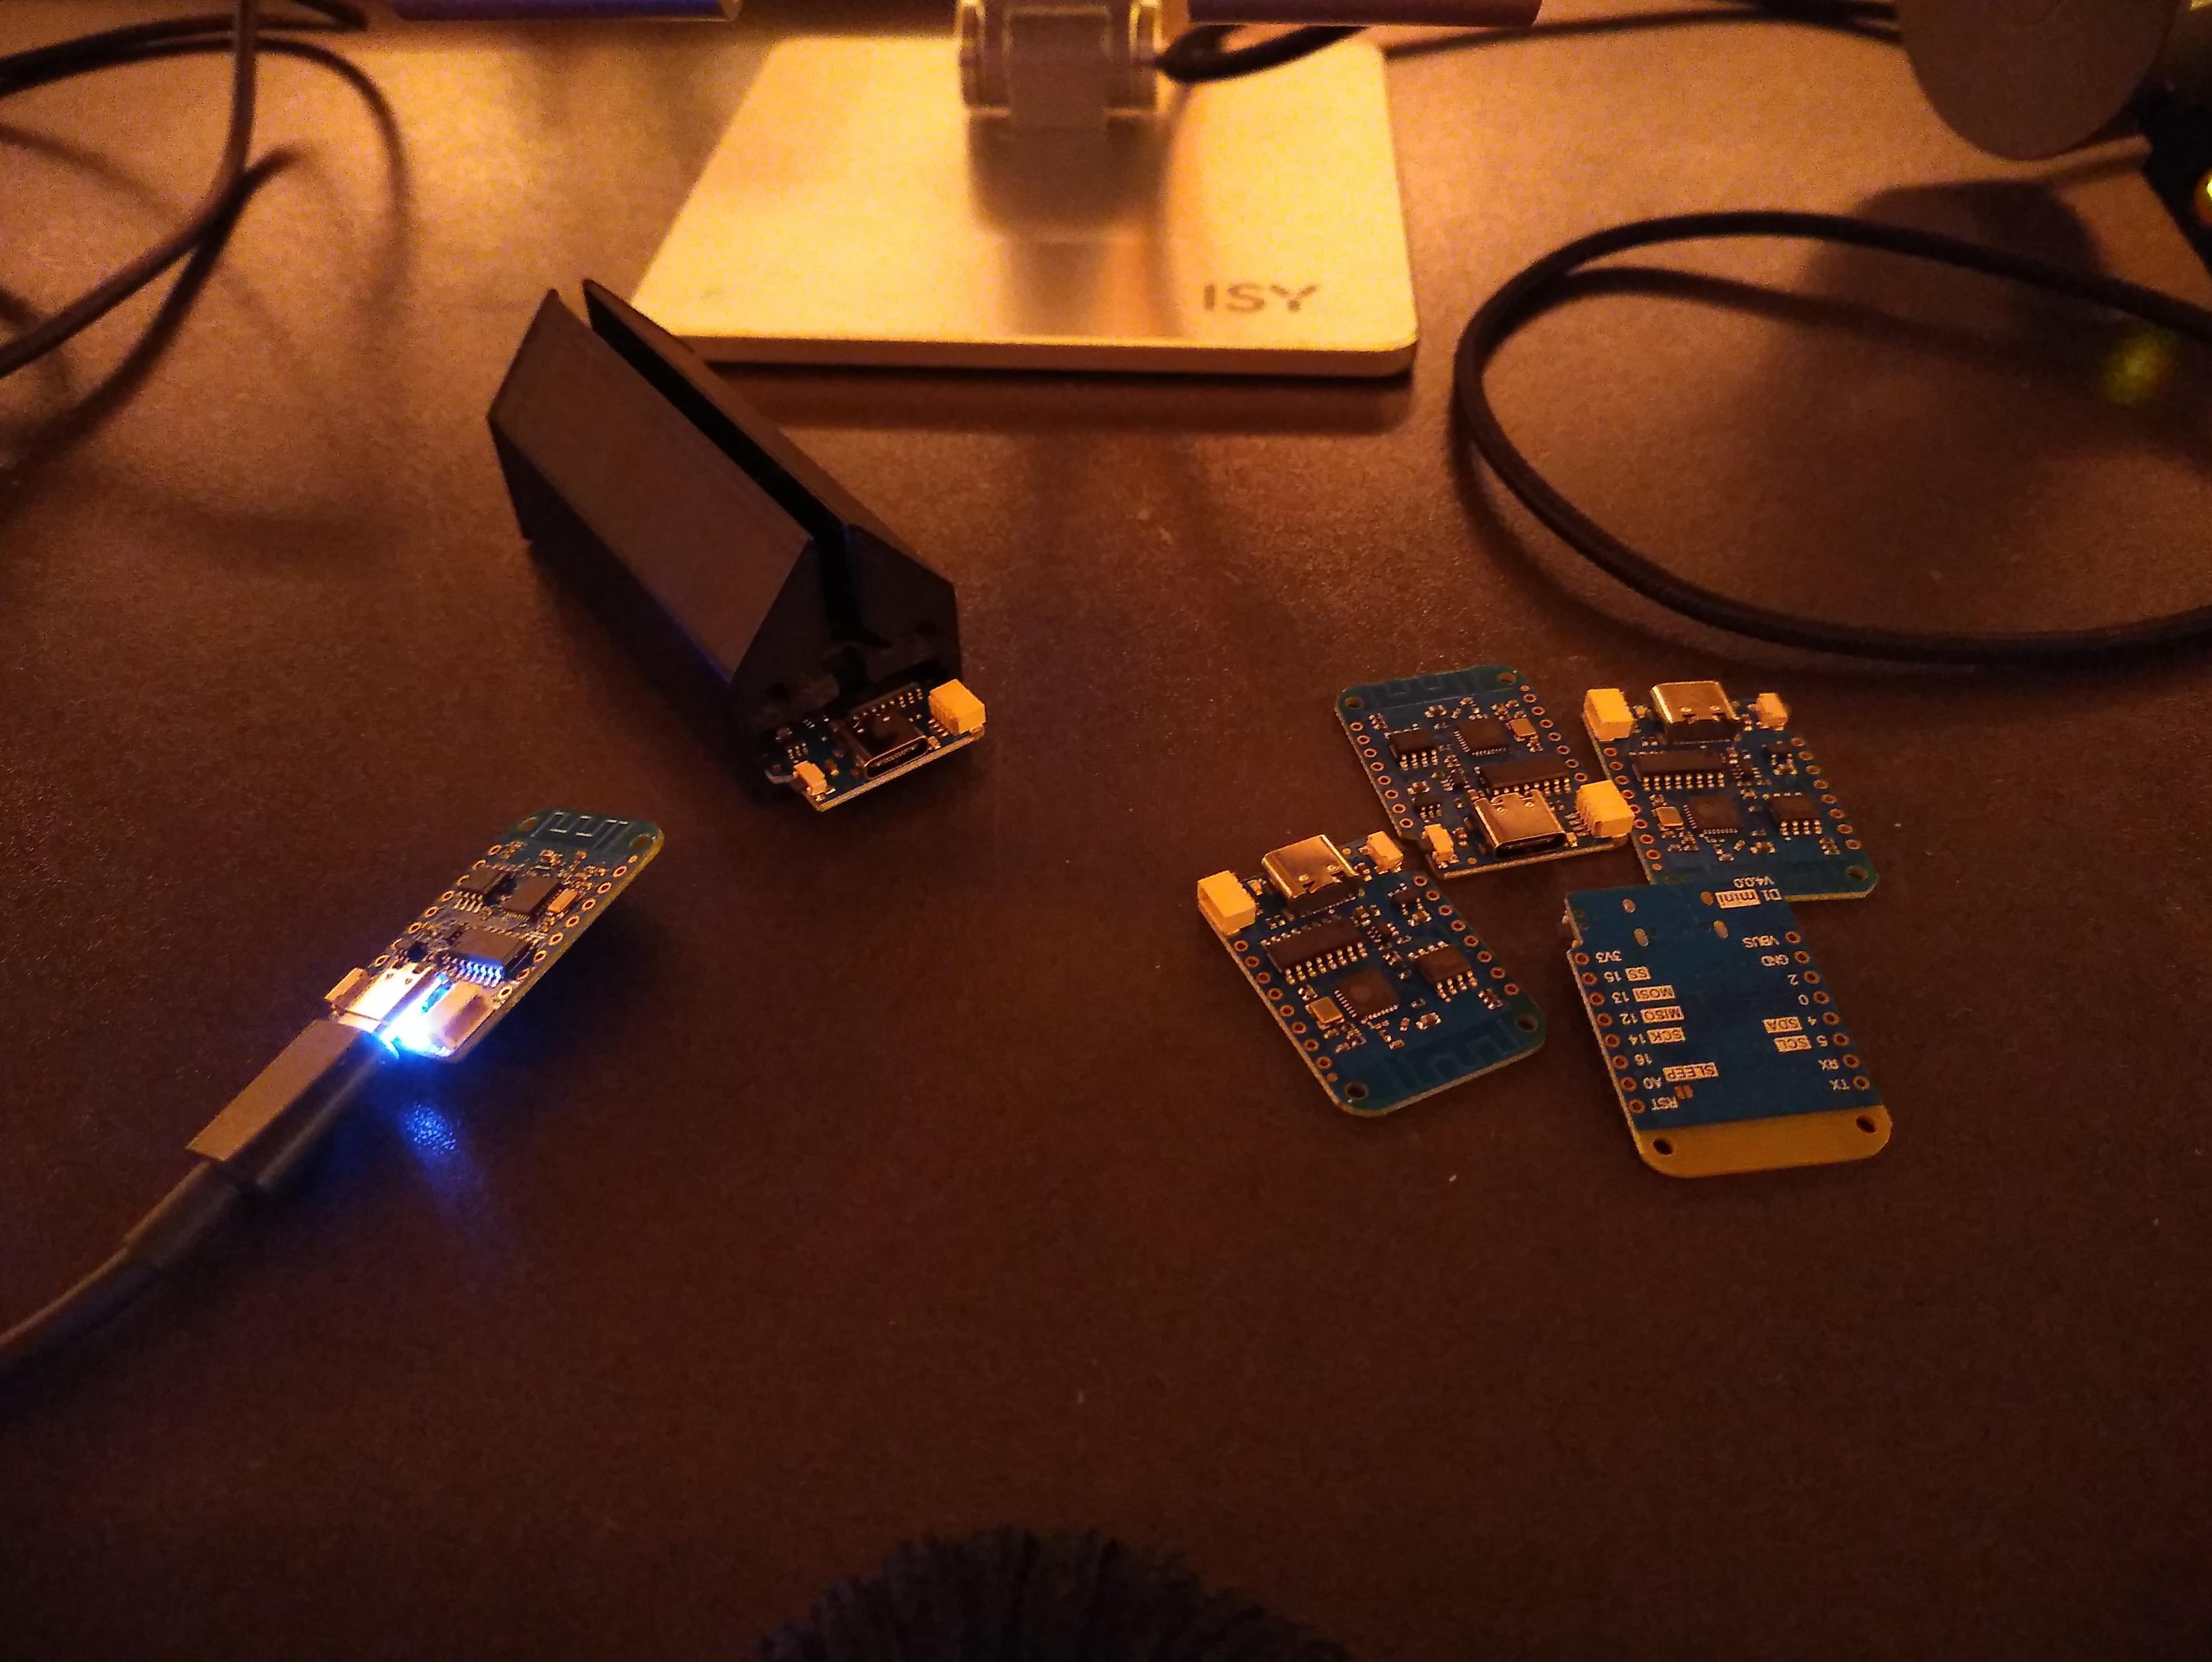 ISY
V4.0.0
D1 mini
VBUS
GND
2
0
4 SDA
5 SCL
RX
TX
3V3
15 SS
13 MOSI
12 MISO
14 SCK
16
A0 SLEEP
RST